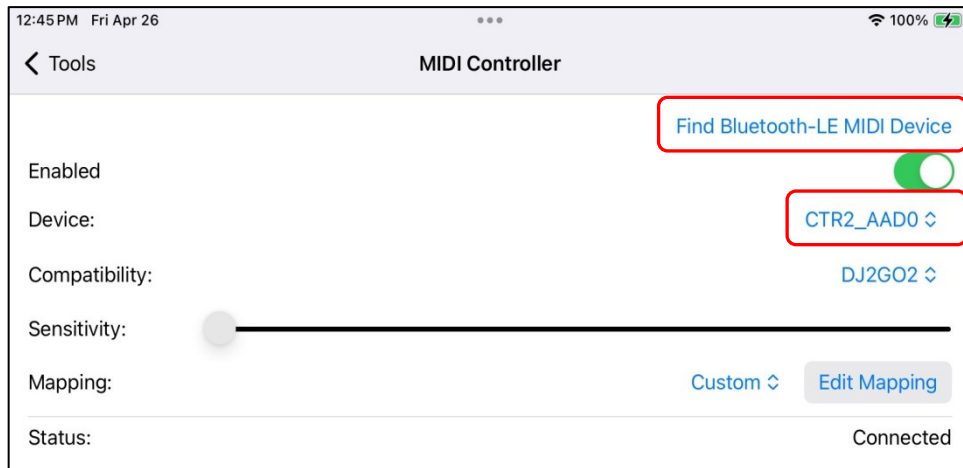 12:45 PM Fri Apr 26 100%
Tools MIDI Controller
Find Bluetooth-LE MIDI Device
Enabled
Device: CTR2_AAD0
Compatibility: DJ2GO2
Sensitivity:
Mapping: Custom Edit Mapping
Status: Connected